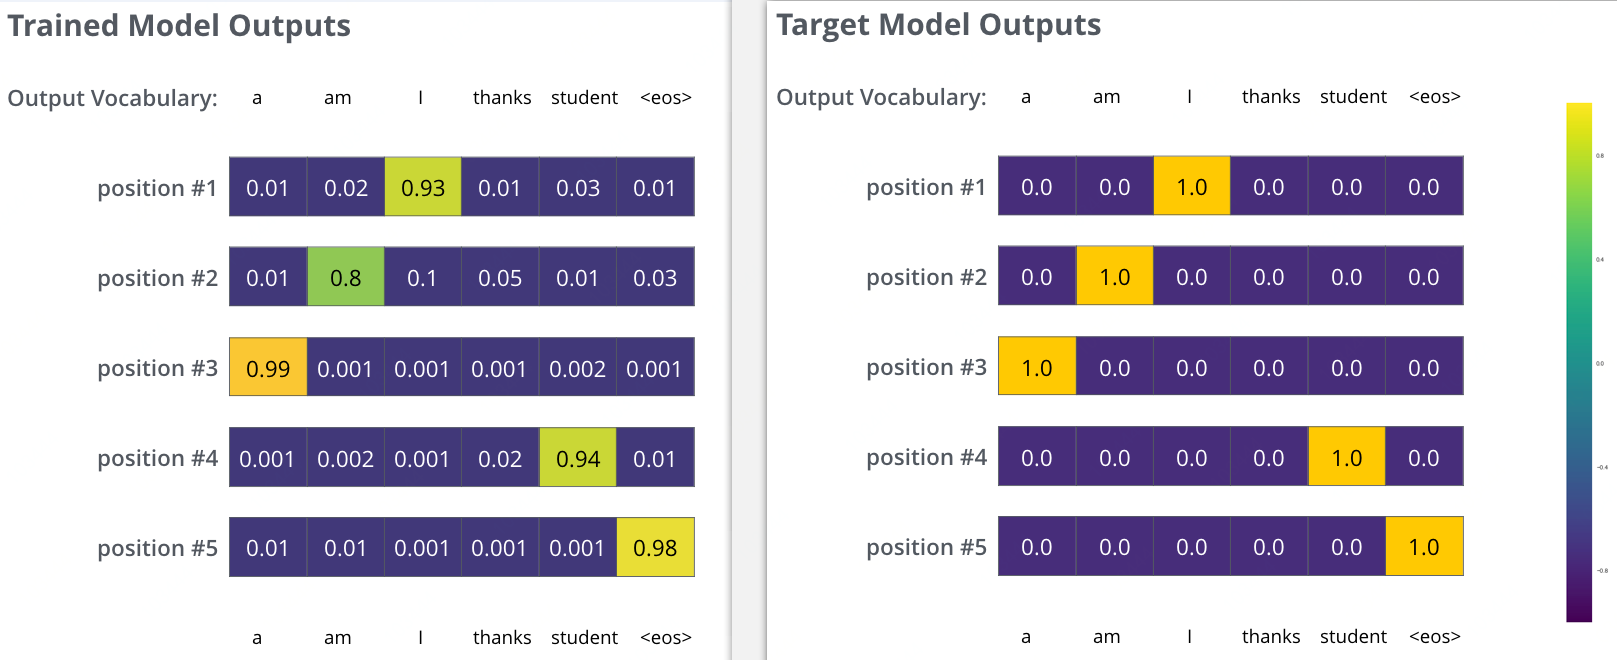 Trained Model Outputs
Output Vocabulary: a am I thanks student <eos>
position #1 0.01 0.02 0.93 0.01 0.03 0.01
position #2 0.01 0.8 0.1 0.05 0.01 0.03
position #3 0.99 0.001 0.001 0.001 0.002 0.001
position #4 0.001 0.002 0.001 0.02 0.94 0.01
position #5 0.01 0.01 0.001 0.001 0.001 0.98
a am I thanks student <eos>
Target Model Outputs
Output Vocabulary: a am I thanks student <eos>
position #1 0.0 0.0 1.0 0.0 0.0 0.0
position #2 0.0 1.0 0.0 0.0 0.0 0.0
position #3 1.0 0.0 0.0 0.0 0.0 0.0
position #4 0.0 0.0 0.0 0.0 1.0 0.0
position #5 0.0 0.0 0.0 0.0 0.0 1.0
a am I thanks student <eos>
0.8
0.4
0.0
−0.4
−0.8